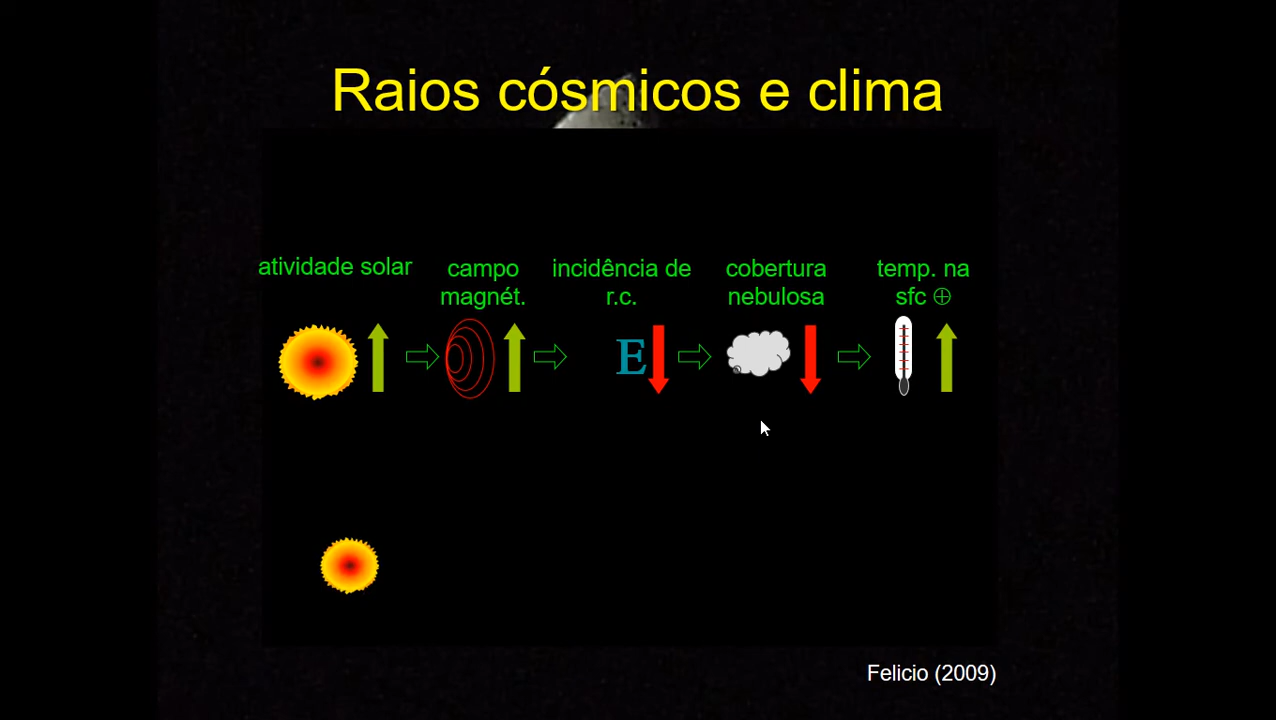 Raios cósmicos e clima
atividade solar
campo
magnét.
incidência de
r.c.
cobertura
nebulosa
temp. na
sfc ⊕
E
Felicio (2009)